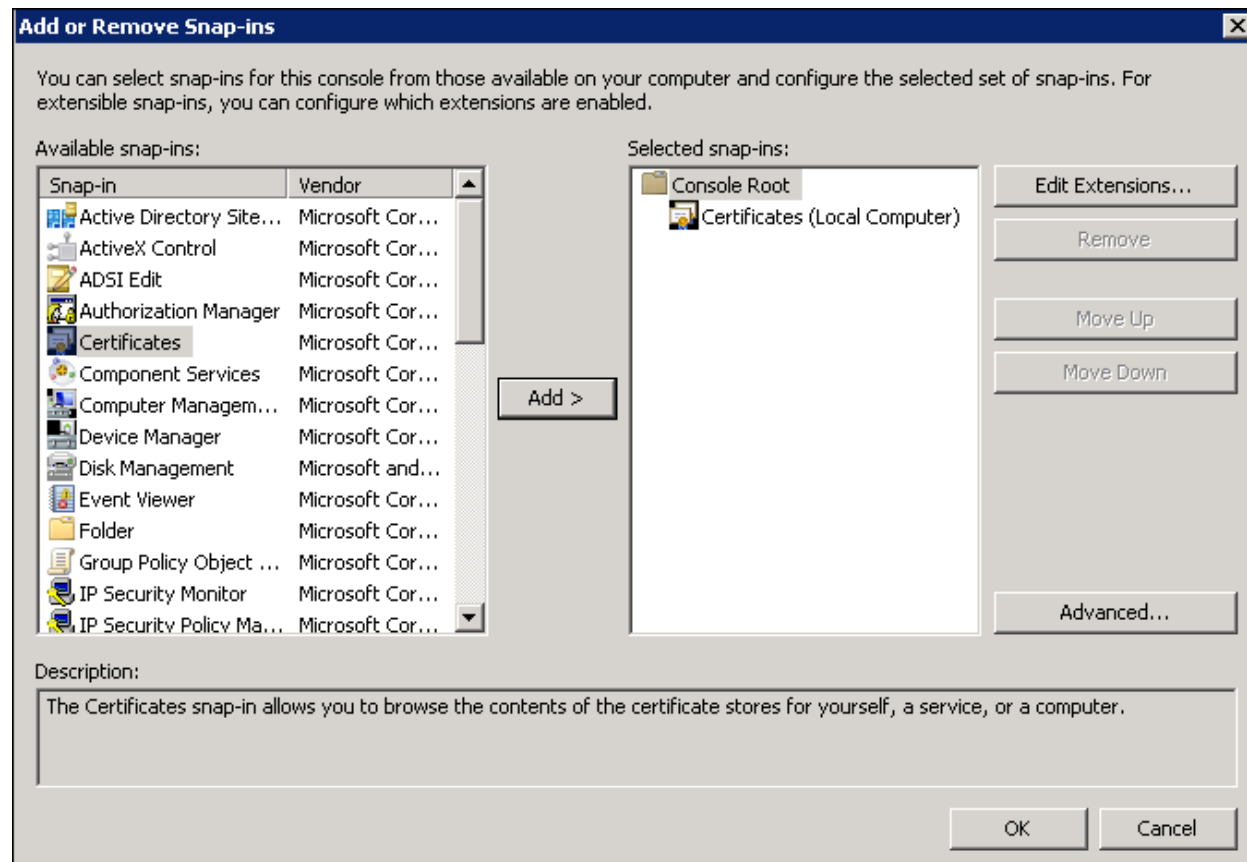 Add or Remove Snap-ins
You can select snap-ins for this console from those available on your computer and configure the selected set of snap-ins. For
extensible snap-ins, you can configure which extensions are enabled.
Available snap-ins:
Snap-in Vendor
Active Directory Site... Microsoft Cor...
ActiveX Control Microsoft Cor...
ADSI Edit Microsoft Cor...
Authorization Manager Microsoft Cor...
Certificates Microsoft Cor...
Component Services Microsoft Cor...
Computer Managem... Microsoft Cor...
Device Manager Microsoft Cor...
Disk Management Microsoft and...
Event Viewer Microsoft Cor...
Folder Microsoft Cor...
Group Policy Object ... Microsoft Cor...
IP Security Monitor Microsoft Cor...
IP Security Policy Ma... Microsoft Cor...
Add >
Selected snap-ins:
Console Root
Certificates (Local Computer)
Edit Extensions...
Remove
Move Up
Move Down
Advanced...
Description:
The Certificates snap-in allows you to browse the contents of the certificate stores for yourself, a service, or a computer.
OK
Cancel